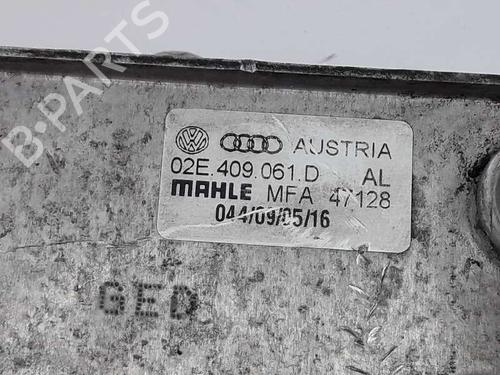 B-PARTS
AUSTRIA
02E.409.061.D AL
MAHLE MFA 47128
044/09/05/16
GED